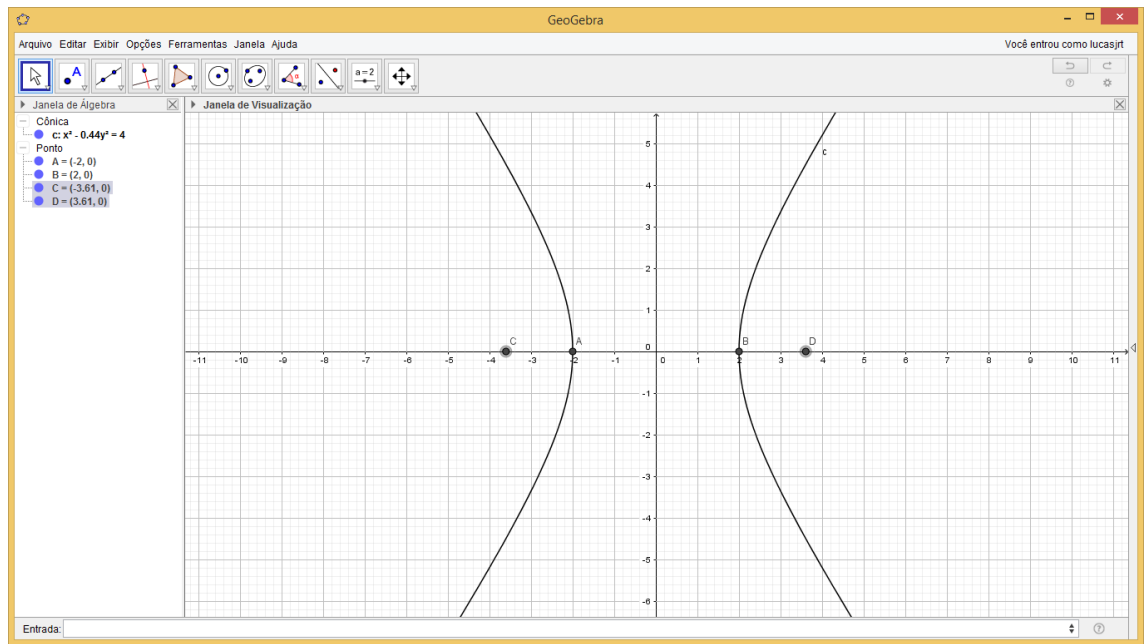 GeoGebra
Arquivo Editar Exibir Opções Ferramentas Janela Ajuda
Você entrou como lucasjrt
A
α
a=2
Janela de Álgebra
Janela de Visualização
Cônica
c: x² - 0.44y² = 4
Ponto
A = (-2, 0)
B = (2, 0)
C = (-3.61, 0)
D = (3.61, 0)
5
c
4
3
2
1
C A 0 B D
-11 -10 -9 -8 -7 -6 -5 -4 -3 -2 -1 0 1 2 3 4 5 6 7 8 9 10 11
-1
-2
-3
-4
-5
-6
Entrada: